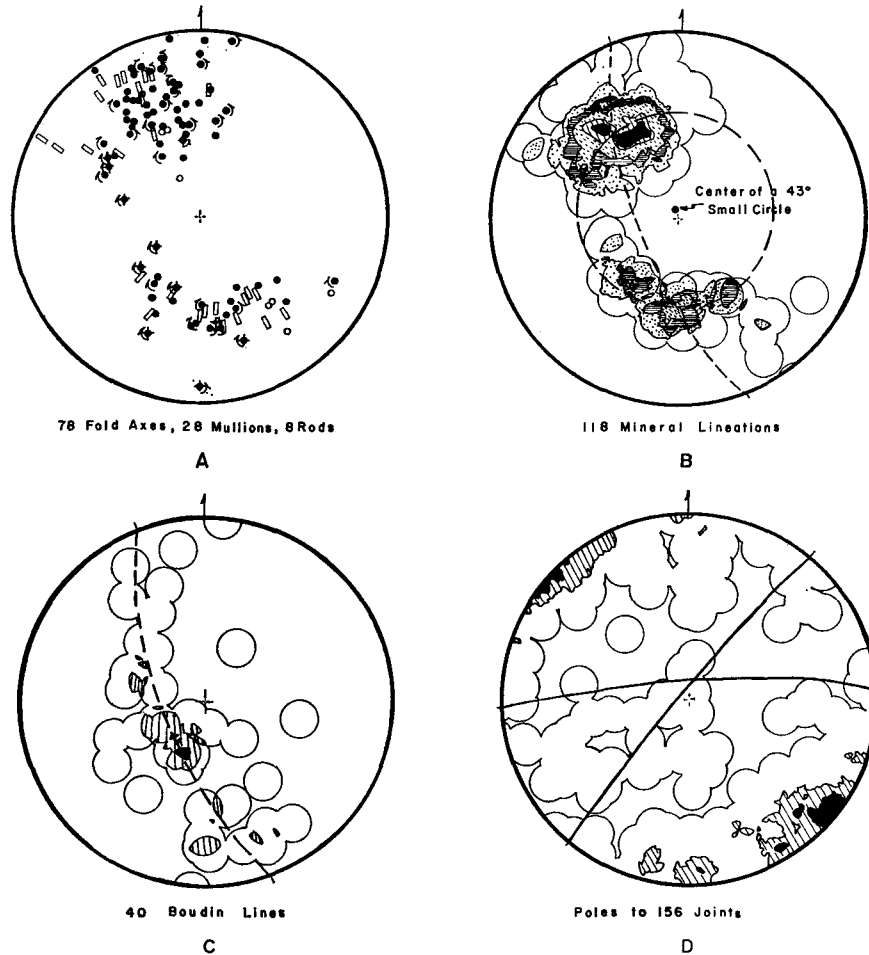 Center of a 43°
Small Circle
78 Fold Axes, 28 Mullions, 8 Rods
118 Mineral Lineations
A
B
40 Boudin Lines
Poles to 156 Joints
C
D